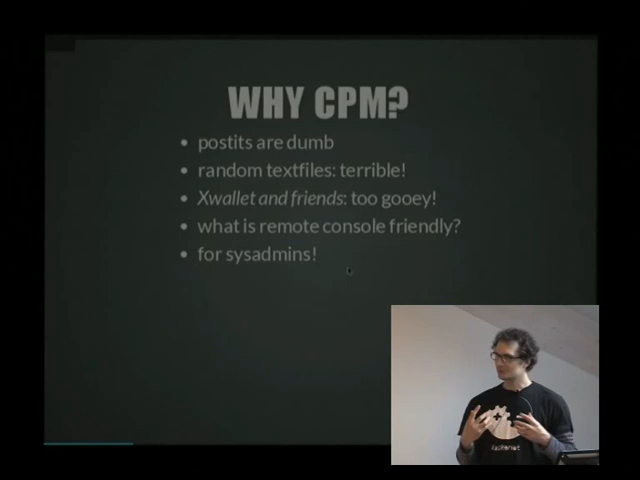 WHY CPM?
• postits are dumb
• random textfiles: terrible!
• Xwallet and friends: too gooey!
• what is remote console friendly?
• for sysadmins!